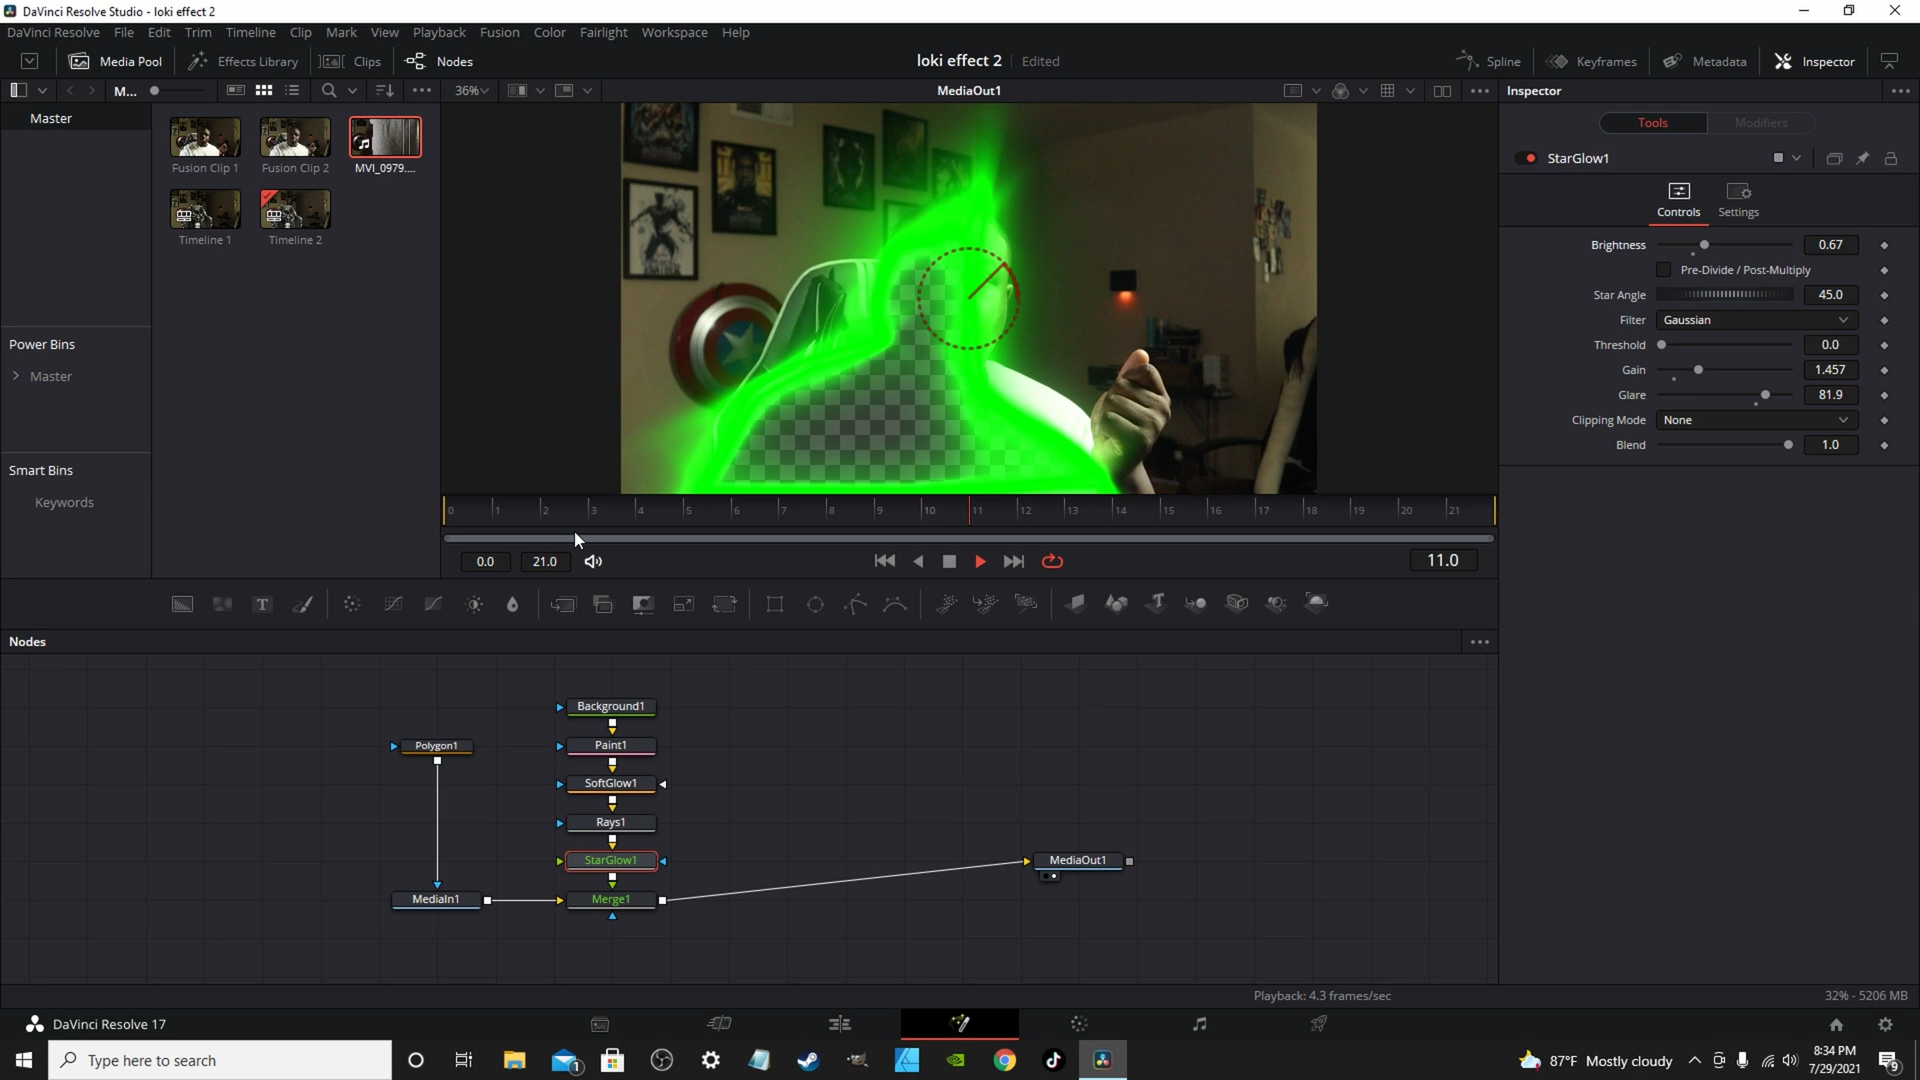 DaVinci Resolve Studio - loki effect 2
DaVinci Resolve File Edit Trim Timeline Clip Mark View Playback Fusion Color Fairlight Workspace Help
Media Pool Effects Library Clips Nodes loki effect 2 Edited Spline Keyframes Metadata Inspector
M... 36% MediaOut1 Inspector
Master
Fusion Clip 1 Fusion Clip 2 MVI_0979....
Timeline 1 Timeline 2
Power Bins
Master
Smart Bins
Keywords
Tools Modifiers
StarGlow1
Controls Settings
Brightness 0.67
Pre-Divide / Post-Multiply
Star Angle 45.0
Filter Gaussian
Threshold 0.0
Gain 1.457
Glare 81.9
Clipping Mode None
Blend 1.0
0 1 2 3 4 5 6 7 8 9 10 11 12 13 14 15 16 17 18 19 20 21
0.0 21.0 11.0
Nodes
Background1
Polygon1 Paint1
SoftGlow1
Rays1
StarGlow1 MediaOut1
MediaIn1 Merge1
Playback: 4.3 frames/sec 32% - 5206 MB
DaVinci Resolve 17
Type here to search 1 87°F Mostly cloudy 8:34 PM
7/29/2021 9